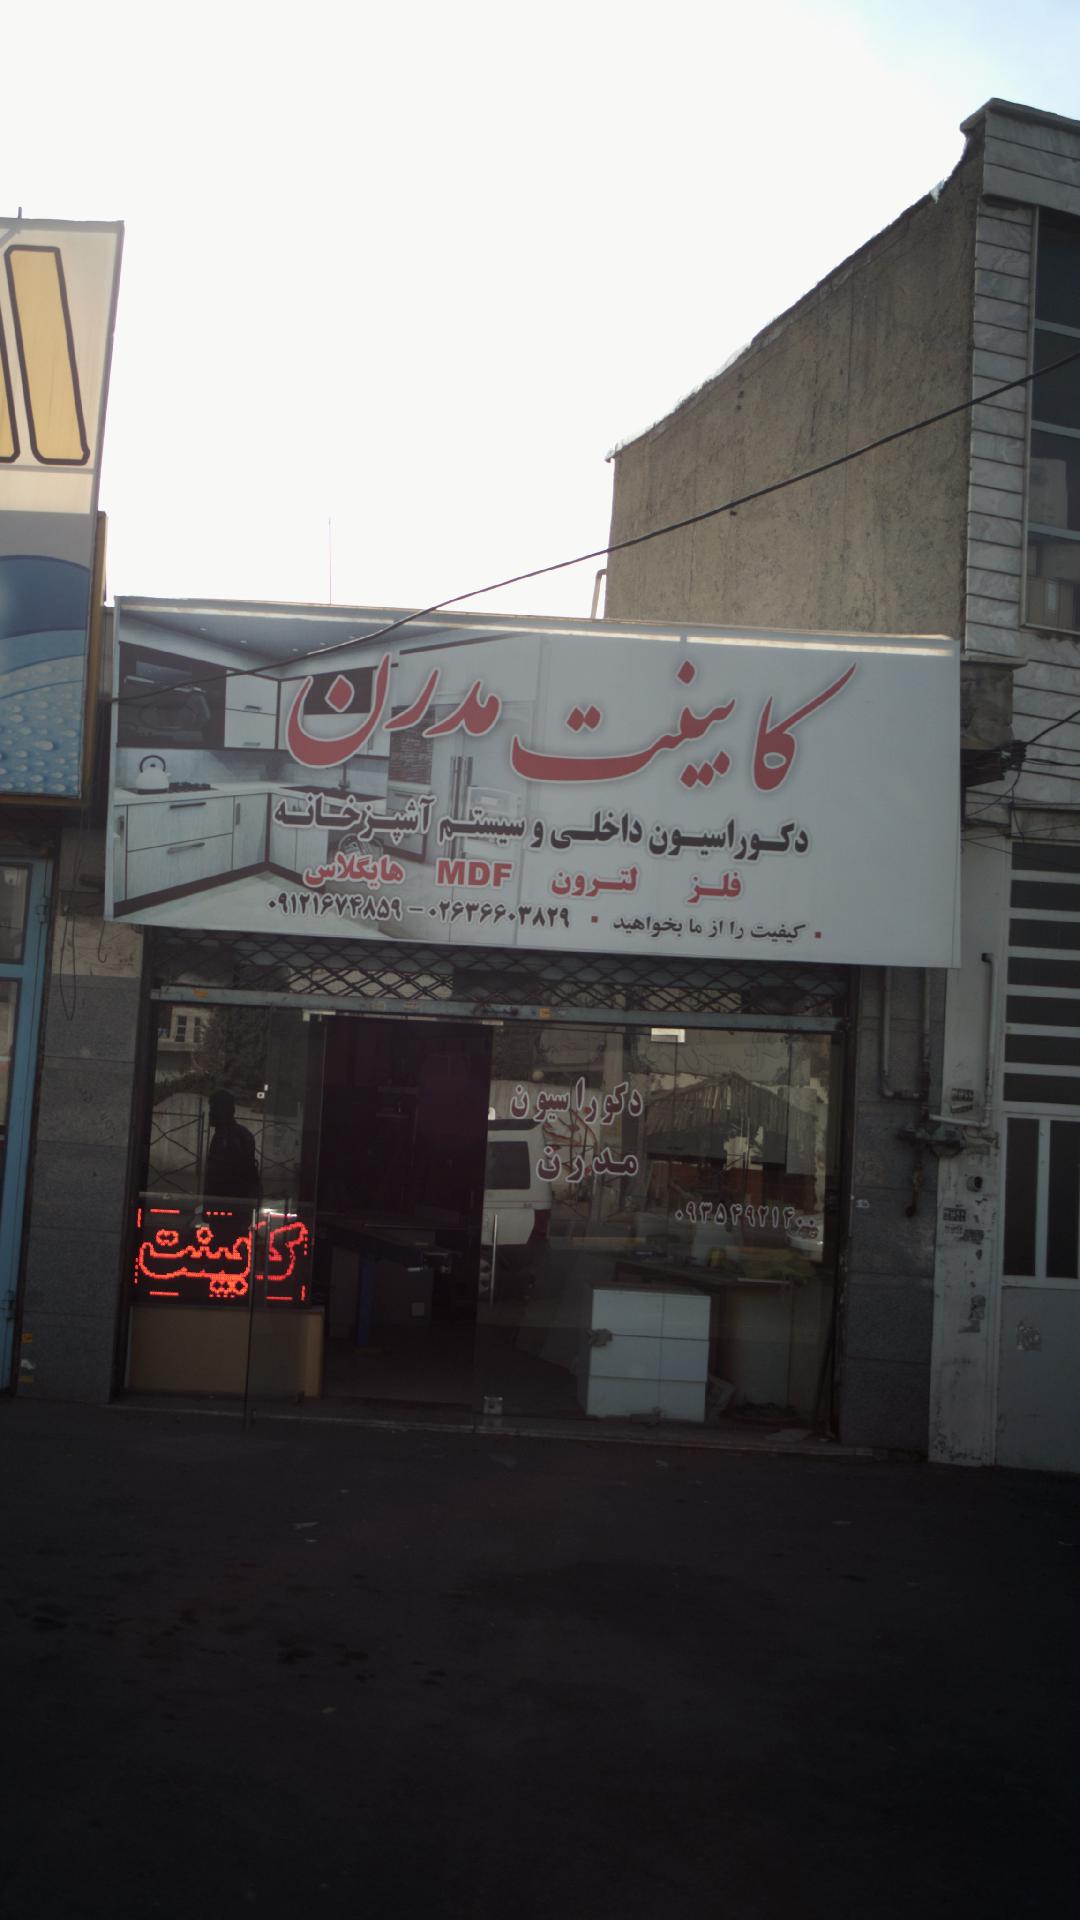 کابینت مدرن
دکوراسیون داخلی و سیستم آشپزخانه
فلز لترون MDF هایگلاس
▪ کیفیت را از ما بخواهید ▪ ۰۲۶۳۶۶۰۳۸۲۹ – ۰۹۱۲۱۶۷۴۸۵۹
دکوراسیون
مدرن
۰۹۳۵۴۹۲۱۴۰۰
کابینت